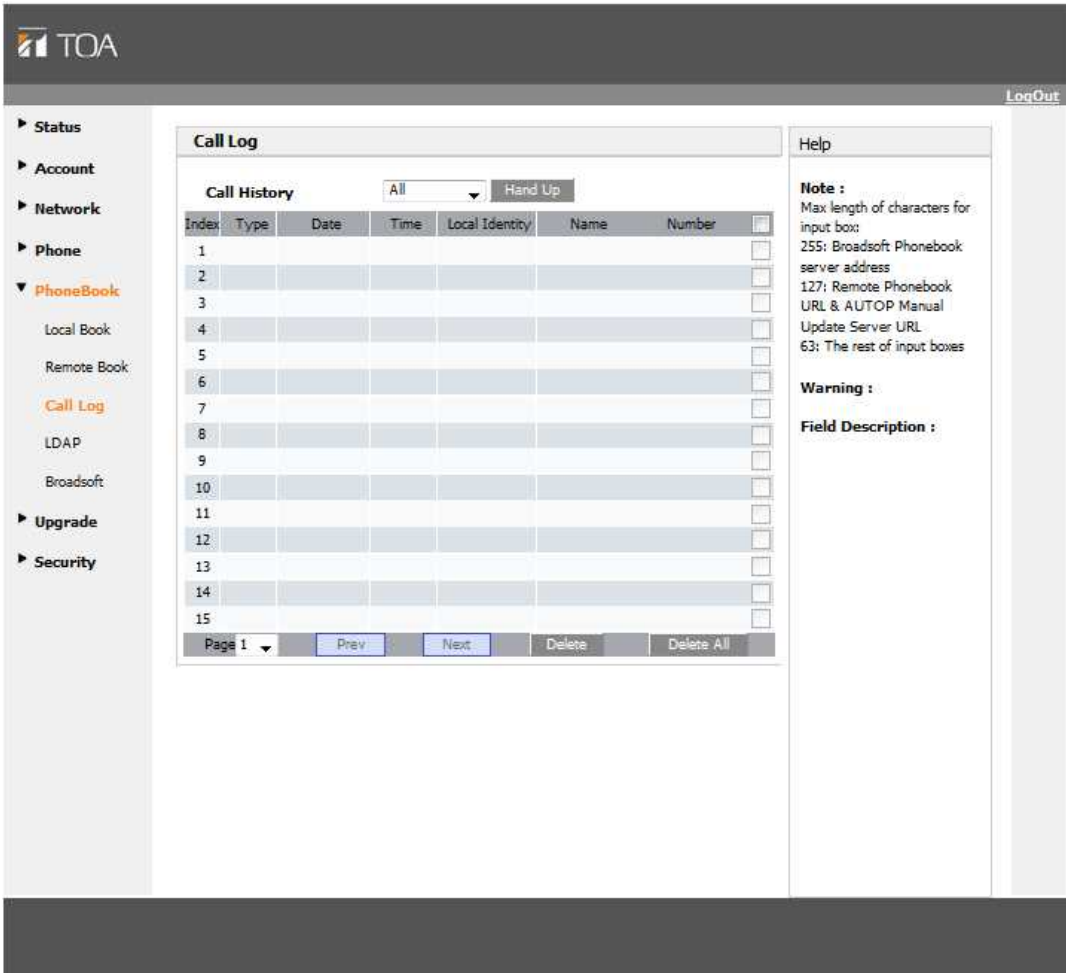 TOA
LogOut
Status
Account
Network
Phone
PhoneBook
Local Book
Remote Book
Call Log
LDAP
Broadsoft
Upgrade
Security
Call Log
Call History All Hand Up
Index Type Date Time Local Identity Name Number
1
2
3
4
5
6
7
8
9
10
11
12
13
14
15
Page 1 Prev Next Delete Delete All
Help
Note :
Max length of characters for
input box:
255: Broadsoft Phonebook
server address
127: Remote Phonebook
URL & AUTOP Manual
Update Server URL
63: The rest of input boxes
Warning :
Field Description :